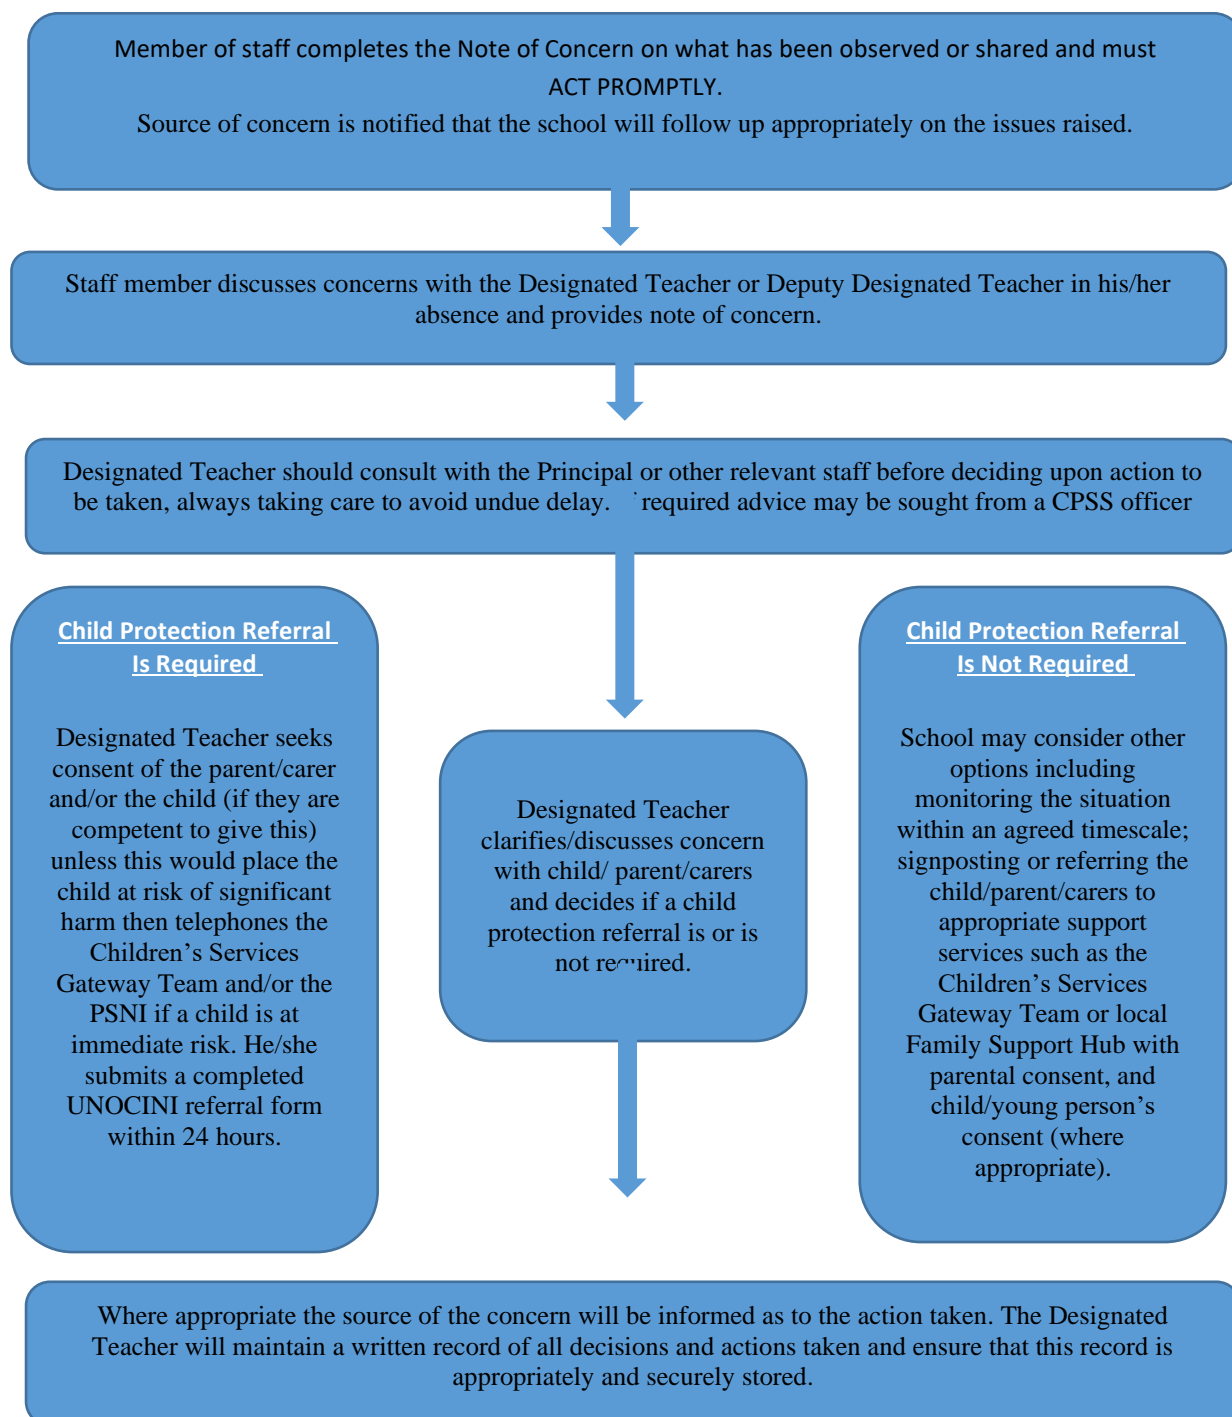 Member of staff completes the Note of Concern on what has been observed or shared and must
ACT PROMPTLY.
Source of concern is notified that the school will follow up appropriately on the issues raised.
Staff member discusses concerns with the Designated Teacher or Deputy Designated Teacher in his/her
absence and provides note of concern.
Designated Teacher should consult with the Principal or other relevant staff before deciding upon action to
be taken, always taking care to avoid undue delay. required advice may be sought from a CPSS officer
Child Protection Referral
Is Required
Designated Teacher seeks
consent of the parent/carer
and/or the child (if they are
competent to give this)
unless this would place the
child at risk of significant
harm then telephones the
Children’s Services
Gateway Team and/or the
PSNI if a child is at
immediate risk. He/she
submits a completed
UNOCINI referral form
within 24 hours.
Designated Teacher
clarifies/discusses concern
with child/ parent/carers
and decides if a child
protection referral is or is
not required.
Child Protection Referral
Is Not Required
School may consider other
options including
monitoring the situation
within an agreed timescale;
signposting or referring the
child/parent/carers to
appropriate support
services such as the
Children’s Services
Gateway Team or local
Family Support Hub with
parental consent, and
child/young person’s
consent (where
appropriate).
Where appropriate the source of the concern will be informed as to the action taken. The Designated
Teacher will maintain a written record of all decisions and actions taken and ensure that this record is
appropriately and securely stored.